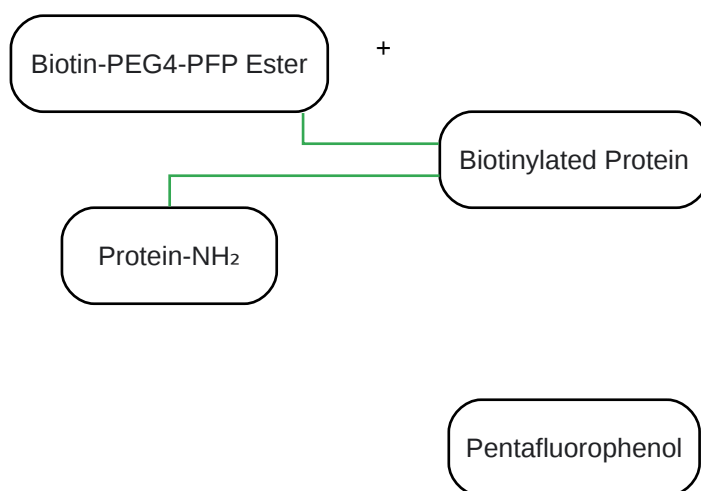 Biotin-PEG4-PFP Ester
+
Biotinylated Protein
Protein-NH₂
Pentafluorophenol